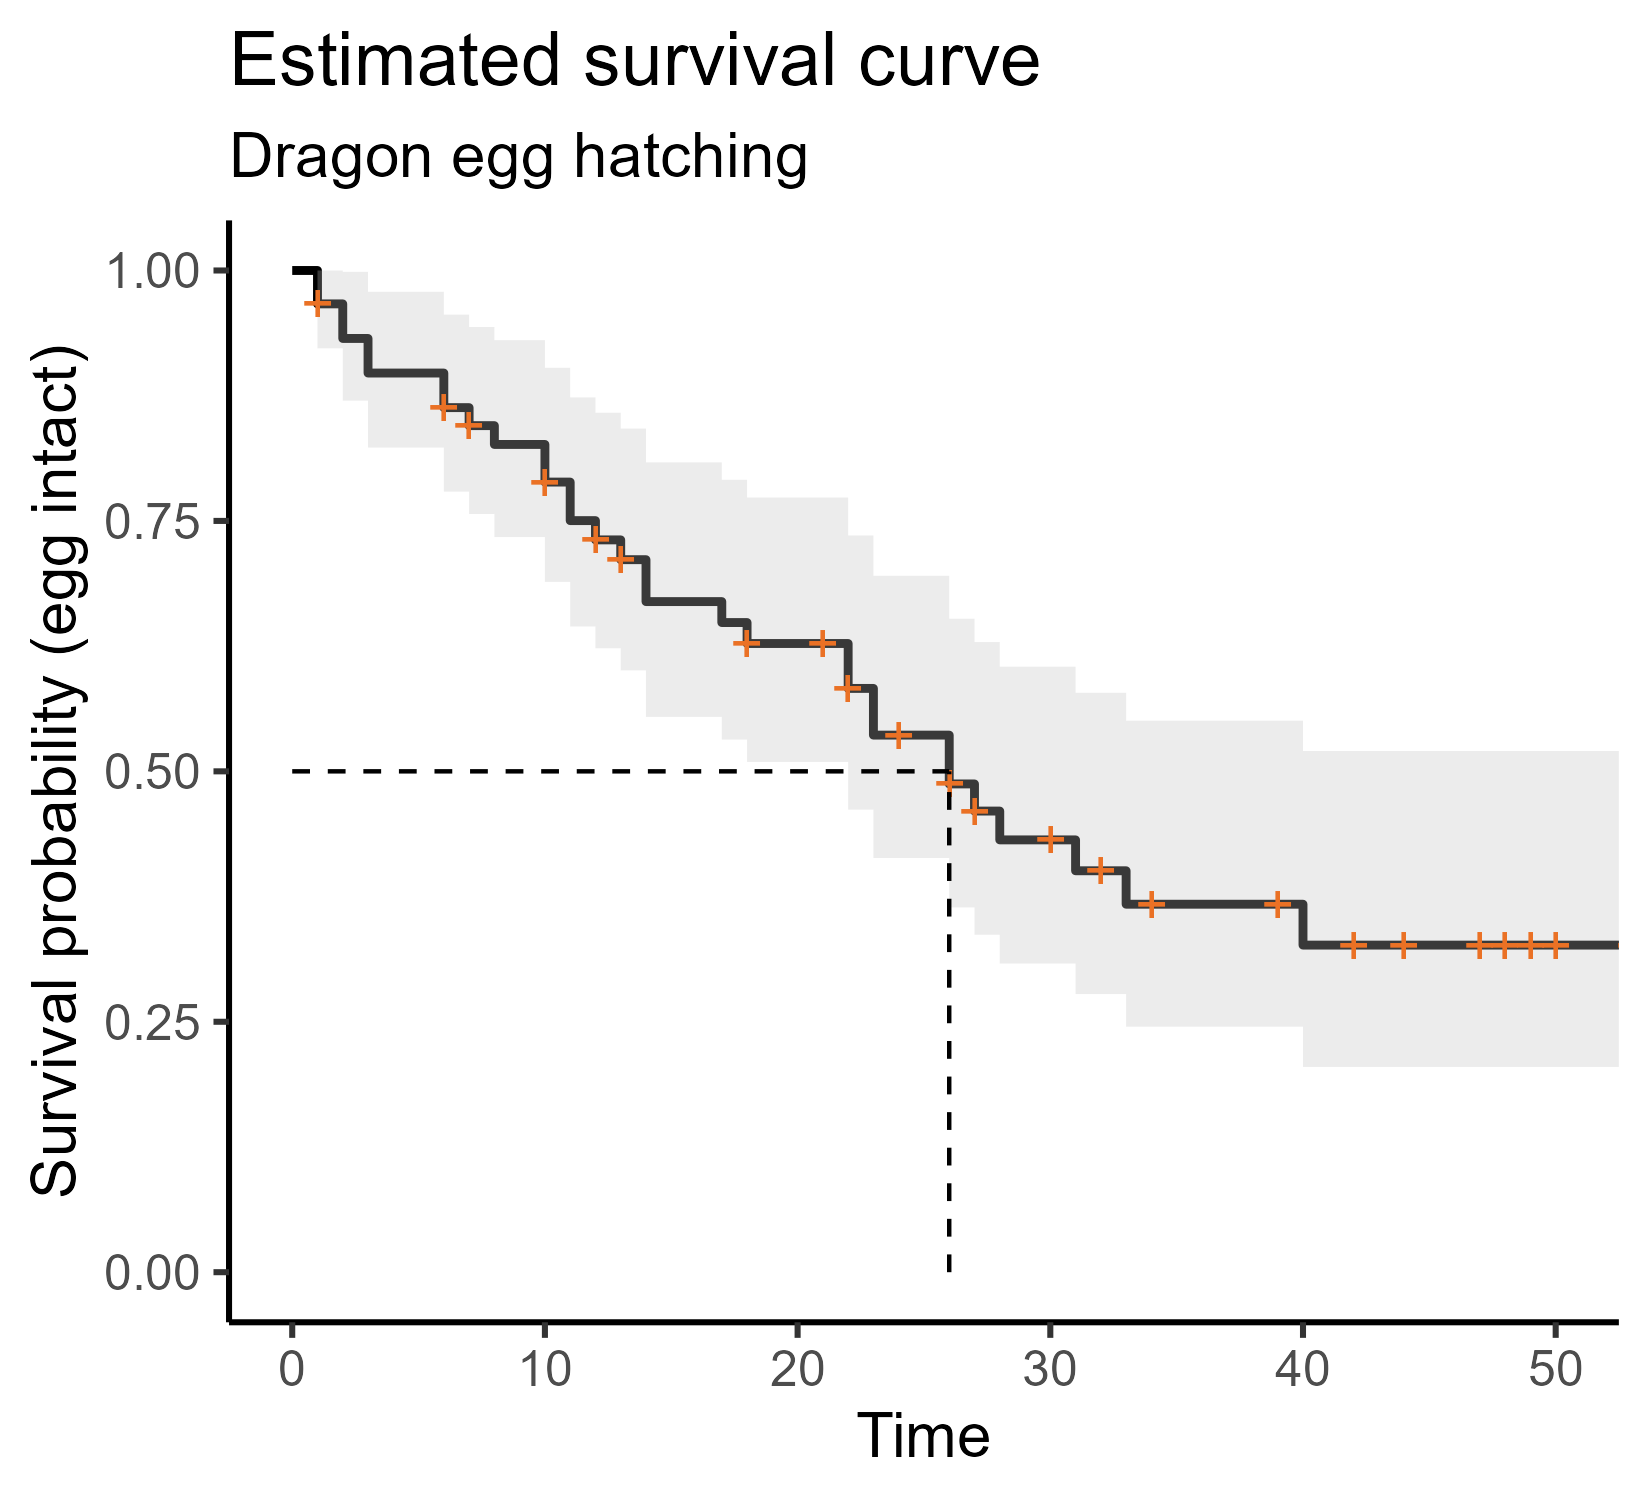 Estimated survival curve
Dragon egg hatching
Survival probability (egg intact)
1.00
0.75
0.50
0.25
0.00
0 10 20 30 40 50
Time